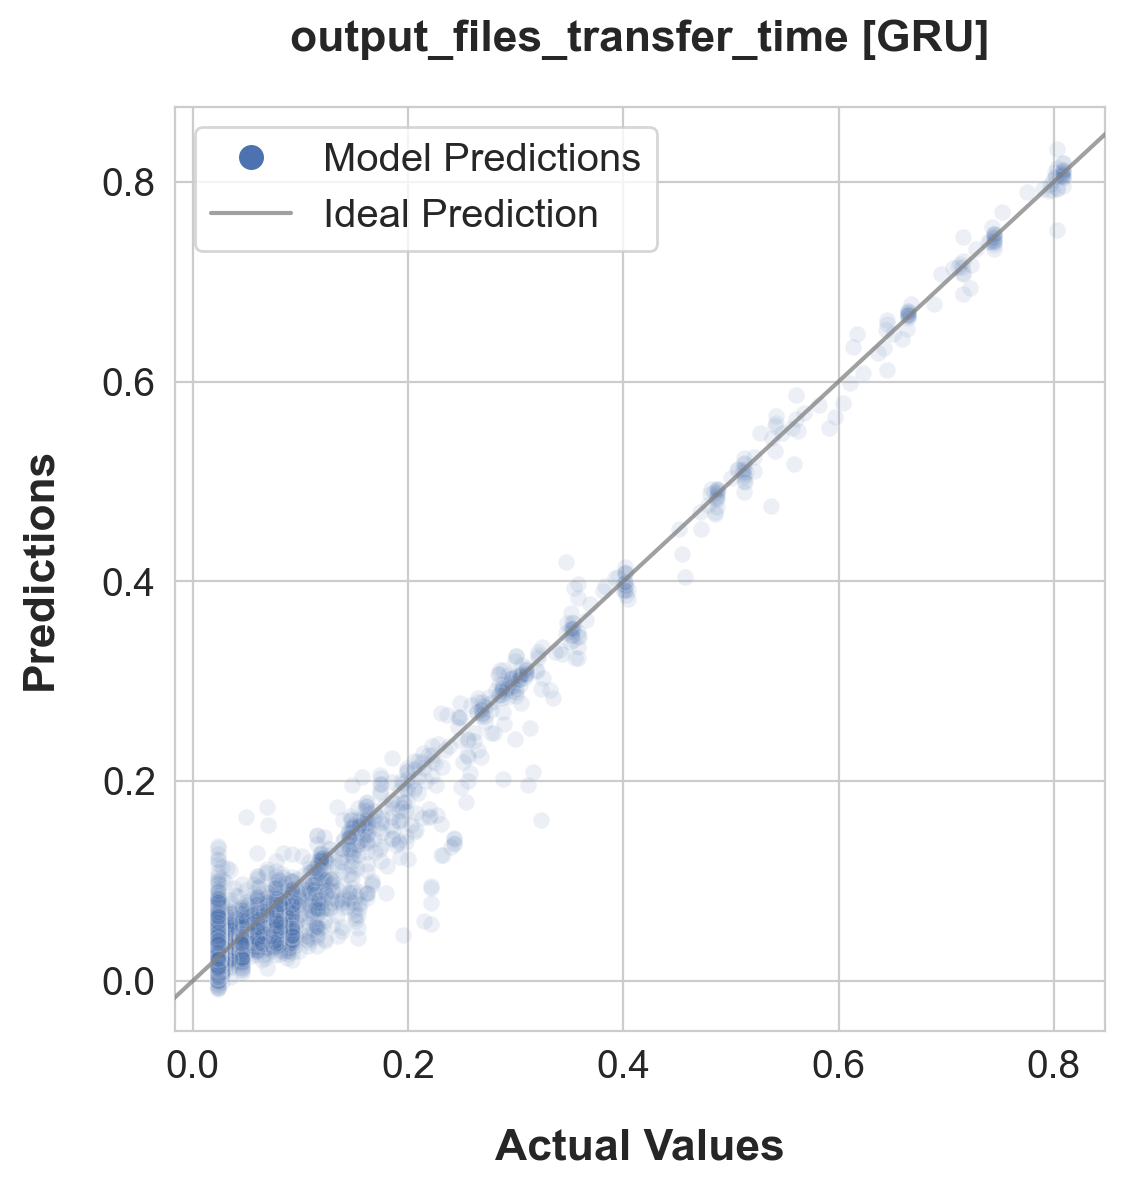 output_files_transfer_time [GRU]
Model Predictions
Ideal Prediction
0.8
0.6
0.4
0.2
0.0
Predictions
0.0 0.2 0.4 0.6 0.8
Actual Values